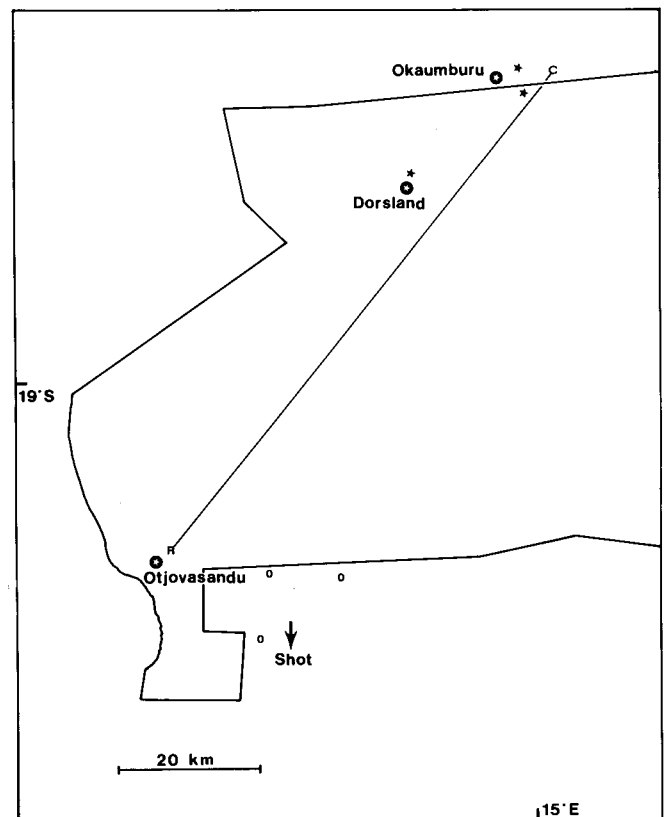 Okaumburu
C
Dorsland
19°S
R
Otjovasandu
o
o
o
Shot
20 km
15°E